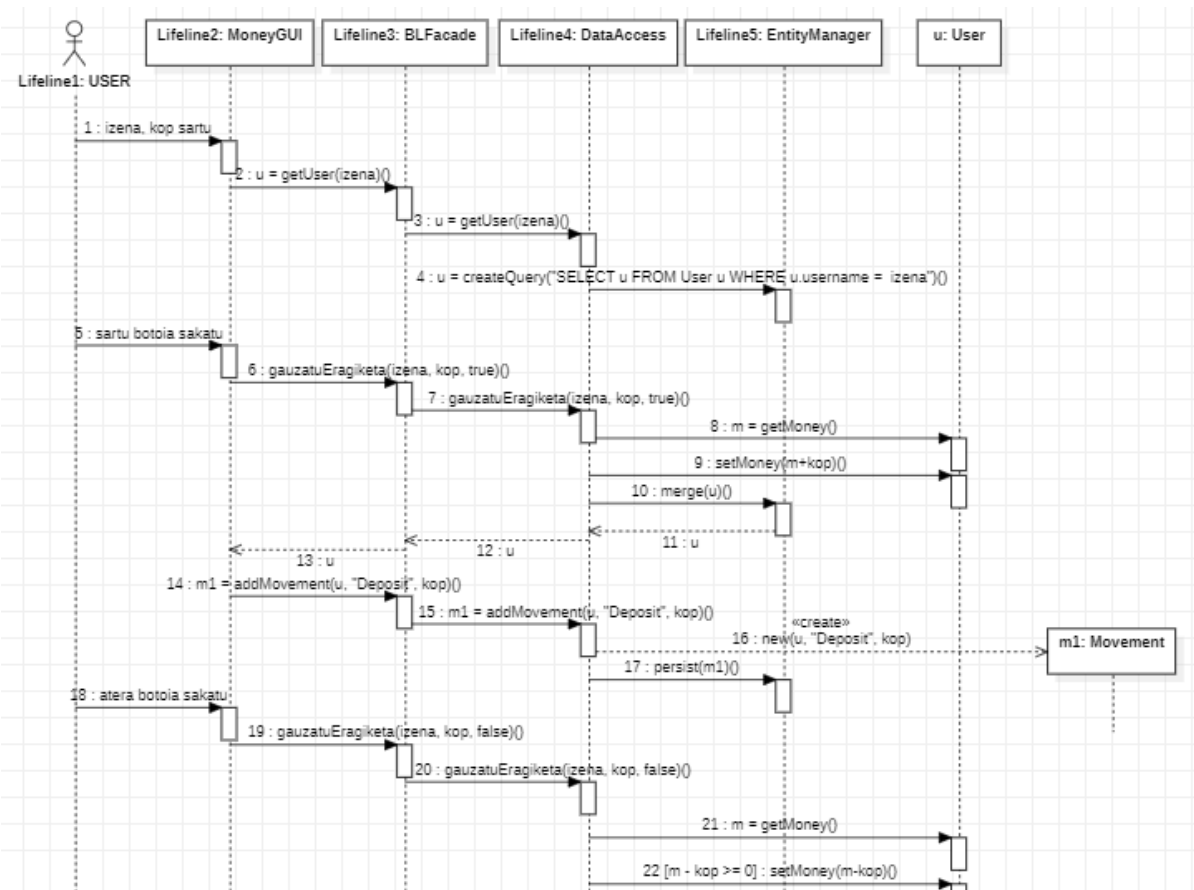 Lifeline2: MoneyGUI
Lifeline3: BLFacade
Lifeline4: DataAccess
Lifeline5: EntityManager
u: User
Lifeline1: USER
1 : izena, kop sartu
2 : u = getUser(izena)()
3 : u = getUser(izena)()
4 : u = createQuery("SELECT u FROM User u WHERE u.username = izena")()
5 : sartu botoia sakatu
6 : gauzatuEragiketa(izena, kop, true)()
7 : gauzatuEragiketa(izena, kop, true)()
8 : m = getMoney()
9 : setMoney(m+kop)()
10 : merge(u)()
11 : u
12 : u
13 : u
14 : m1 = addMovement(u, "Deposit", kop)()
15 : m1 = addMovement(u, "Deposit", kop)()
«create»
16 : new(u, "Deposit", kop)
m1: Movement
17 : persist(m1)()
18 : atera botoia sakatu
19 : gauzatuEragiketa(izena, kop, false)()
20 : gauzatuEragiketa(izena, kop, false)()
21 : m = getMoney()
22 [m - kop >= 0] : setMoney(m-kop)()